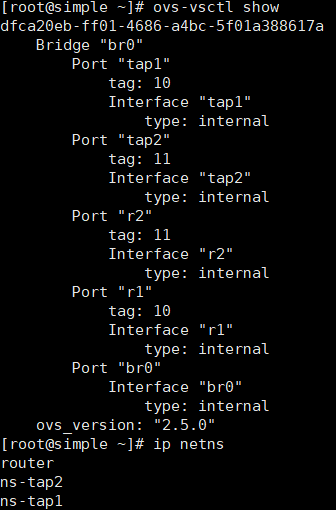 [root@simple ~]# ovs-vsctl show
dfca20eb-ff01-4686-a4bc-5f01a388617a
    Bridge "br0"
        Port "tap1"
            tag: 10
            Interface "tap1"
                type: internal
        Port "tap2"
            tag: 11
            Interface "tap2"
                type: internal
        Port "r2"
            tag: 11
            Interface "r2"
                type: internal
        Port "r1"
            tag: 10
            Interface "r1"
                type: internal
        Port "br0"
            Interface "br0"
                type: internal
    ovs_version: "2.5.0"
[root@simple ~]# ip netns
router
ns-tap2
ns-tap1